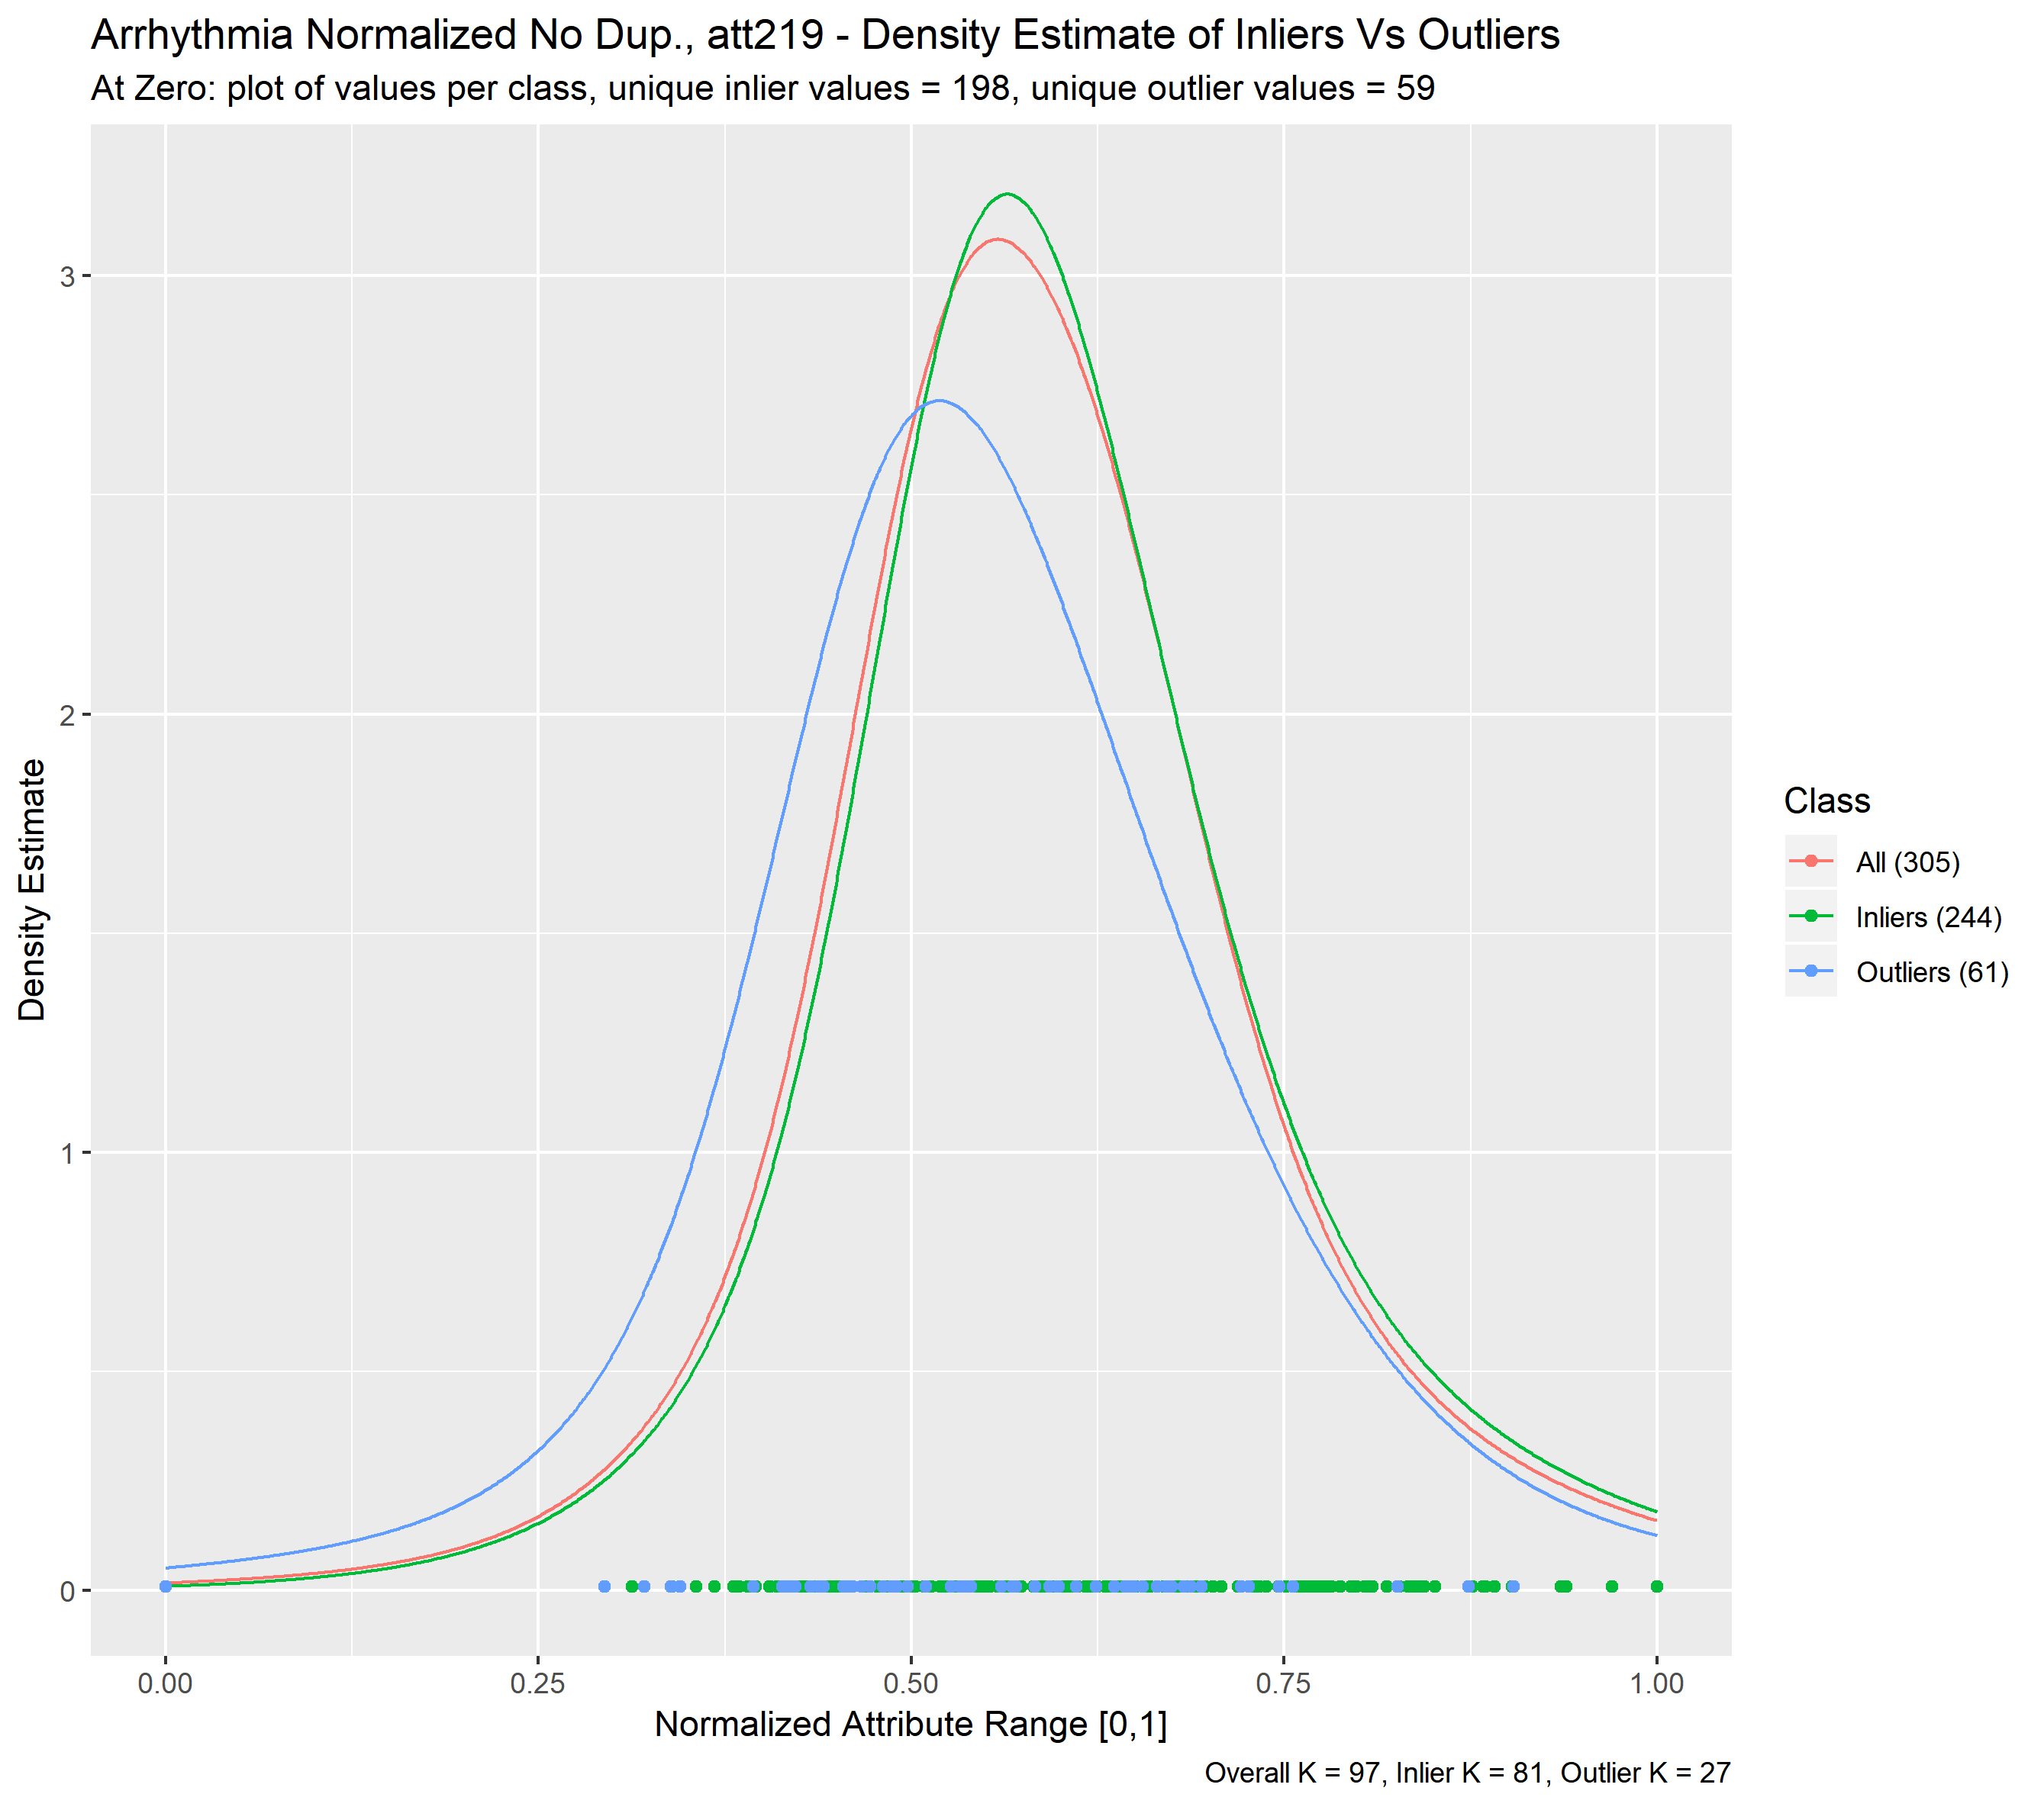 Arrhythmia Normalized No Dup., att219 - Density Estimate of Inliers Vs Outliers
At Zero: plot of values per class, unique inlier values = 198, unique outlier values = 59
3
2
1
0
Density Estimate
0.00 0.25 0.50 0.75 1.00
Normalized Attribute Range [0,1]
Overall K = 97, Inlier K = 81, Outlier K = 27
Class
All (305)
Inliers (244)
Outliers (61)